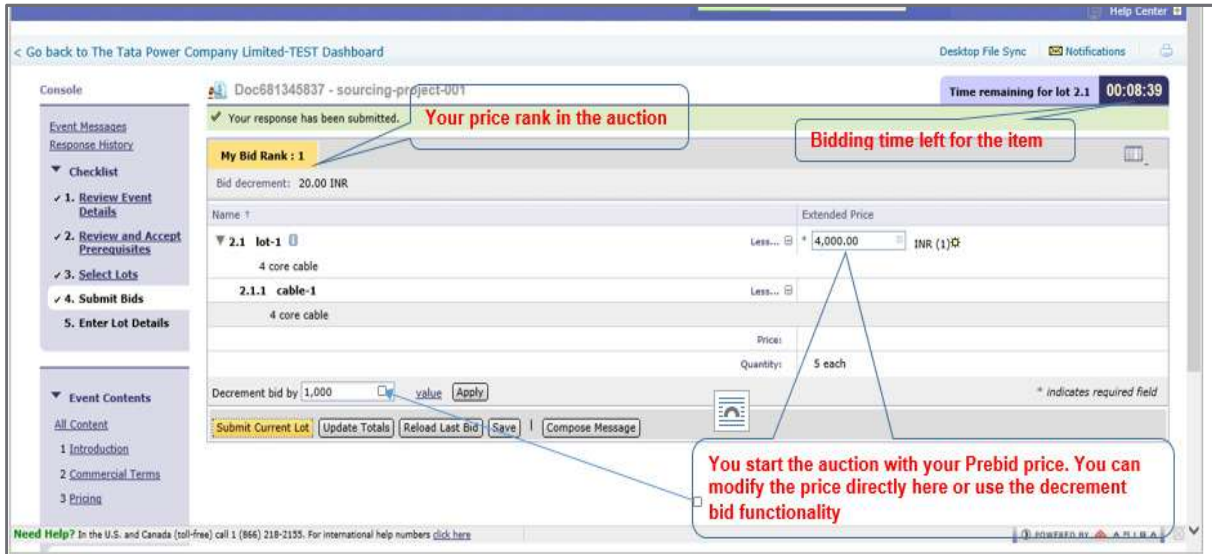 Help Center
< Go back to The Tata Power Company Limited-TEST Dashboard
Desktop File Sync
Notifications
Console
Doc681345837 - sourcing-project-001
Time remaining for lot 2.1 00:08:39
Event Messages
Response History
▼ Checklist
✓ 1. Review Event
Details
✓ 2. Review and Accept
Prerequisites
✓ 3. Select Lots
✓ 4. Submit Bids
5. Enter Lot Details
✓ Your response has been submitted.
Your price rank in the auction
Bidding time left for the item
My Bid Rank : 1
Bid decrement: 20.00 INR
Name ↑
Extended Price
▼ 2.1 lot-1
Less...
* 4,000.00
INR (1)
4 core cable
2.1.1 cable-1
Less...
4 core cable
Price:
Quantity:
5 each
Decrement bid by 1,000
value
Apply
* indicates required field
Submit Current Lot
Update Totals
Reload Last Bid
Save
|
Compose Message
▼ Event Contents
All Content
1 Introduction
2 Commercial Terms
3 Pricing
You start the auction with your Prebid price. You can
modify the price directly here or use the decrement
bid functionality
Need Help? In the U.S. and Canada (toll-free) call 1 (866) 218-2155. For international help numbers click here
POWERED BY ARIBA